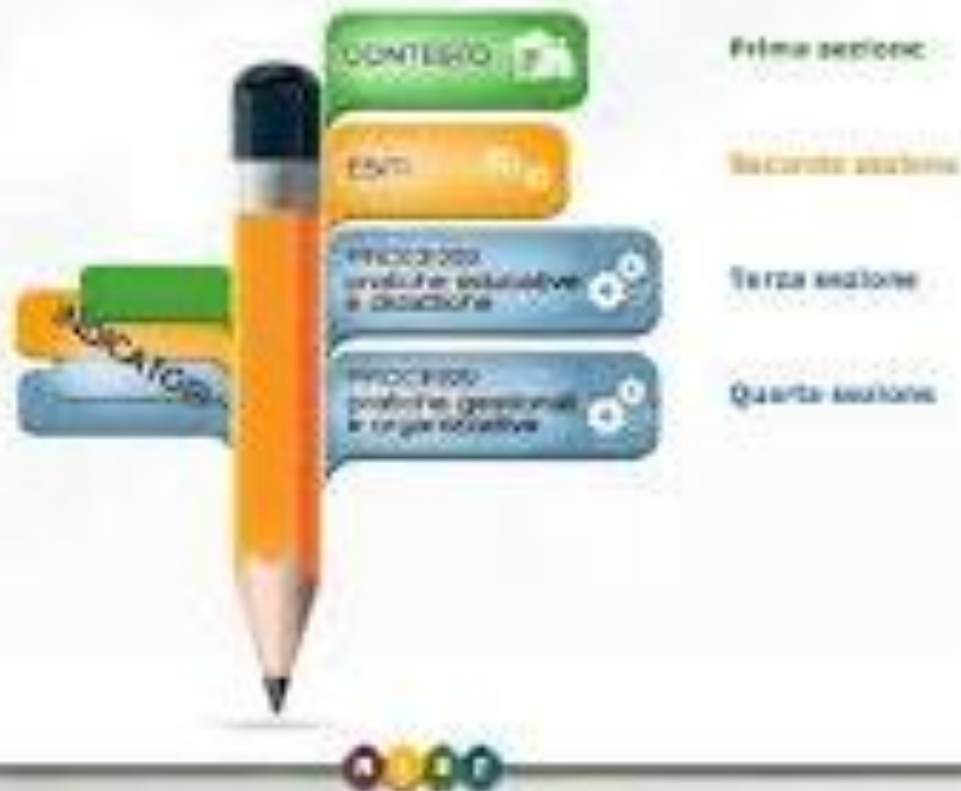 CONTESTO
Prima sezione
ESITI
Seconda sezione
PROCESSI
pratiche educative
e didattiche
Terza sezione
INDICATORI
PROCESSI
pratiche gestionali
e organizzative
Quarta sezione